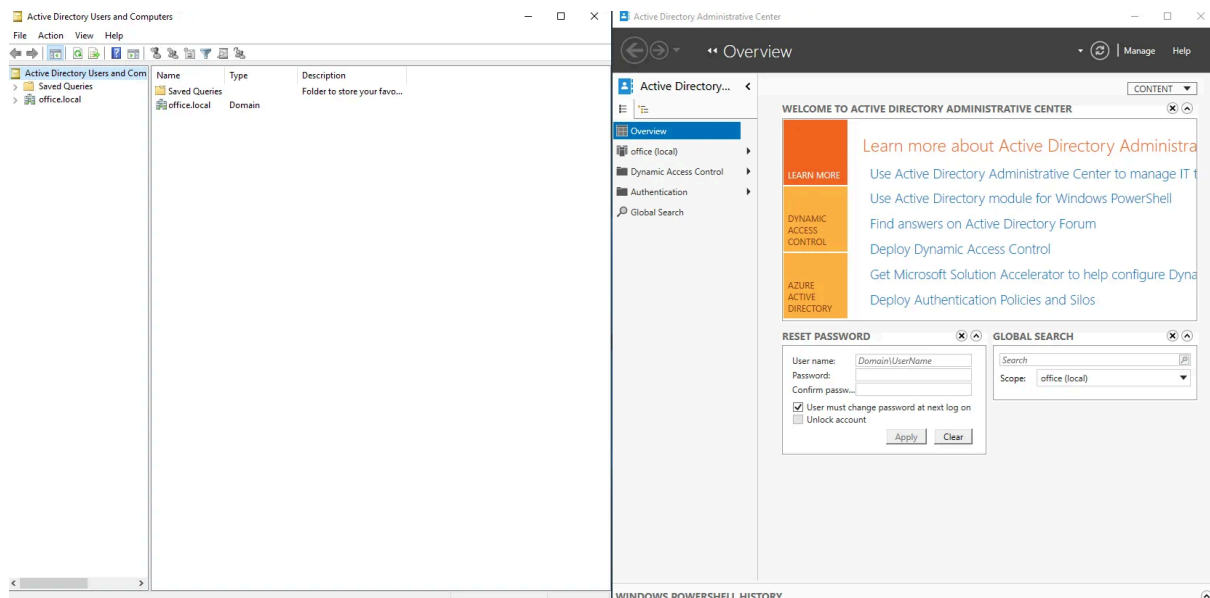 Active Directory Users and Computers
File Action View Help
Active Directory Users and Com
Saved Queries
office.local
Name Type Description
Saved Queries Folder to store your favo...
office.local Domain
Active Directory Administrative Center
Overview
Manage Help
Active Directory...
Overview
office (local)
Dynamic Access Control
Authentication
Global Search
CONTENT
WELCOME TO ACTIVE DIRECTORY ADMINISTRATIVE CENTER
LEARN MORE
DYNAMIC
ACCESS
CONTROL
AZURE
ACTIVE
DIRECTORY
Learn more about Active Directory Administra
Use Active Directory Administrative Center to manage IT t
Use Active Directory module for Windows PowerShell
Find answers on Active Directory Forum
Deploy Dynamic Access Control
Get Microsoft Solution Accelerator to help configure Dyna
Deploy Authentication Policies and Silos
RESET PASSWORD
User name: Domain\UserName
Password:
Confirm passw...
User must change password at next log on
Unlock account
Apply Clear
GLOBAL SEARCH
Search
Scope: office (local)
WINDOWS POWERSHELL HISTORY